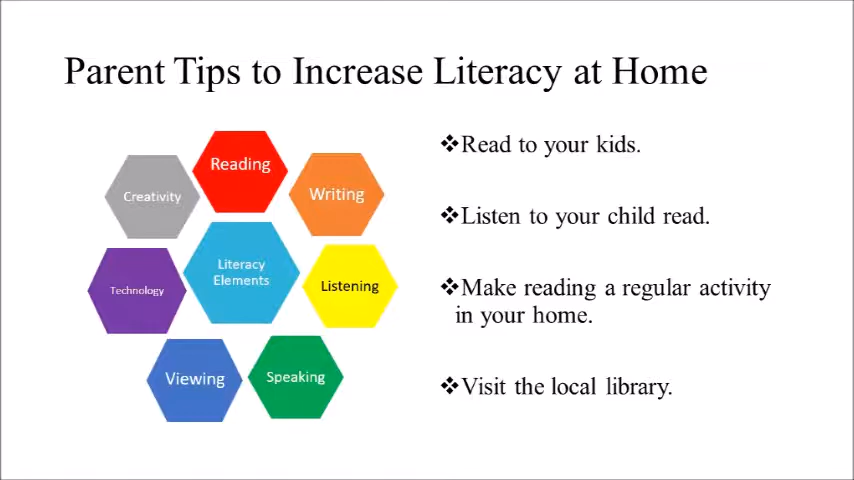 Parent Tips to Increase Literacy at Home
Reading
Creativity
Writing
Literacy
Elements
Technology
Listening
Viewing
Speaking
❖Read to your kids.
❖Listen to your child read.
❖Make reading a regular activity
in your home.
❖Visit the local library.